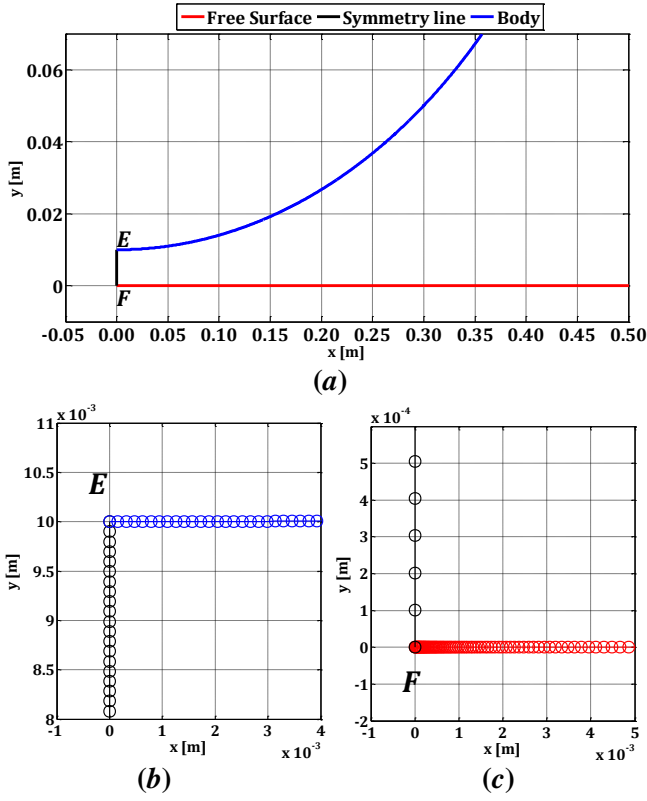 Free Surface Symmetry line Body
0.06
0.04
0.02
0
y [m]
E
F
-0.05 0.00 0.05 0.10 0.15 0.20 0.25 0.30 0.35 0.40 0.45 0.50
x [m]
(a)
x 10⁻³
11
10.5
10
9.5
9
8.5
8
y [m]
E
-1 0 1 2 3 4
x [m]
x 10⁻³
(b)
x 10⁻⁴
5
4
3
2
1
0
-1
-2
y [m]
F
-1 0 1 2 3 4 5
x [m]
x 10⁻³
(c)